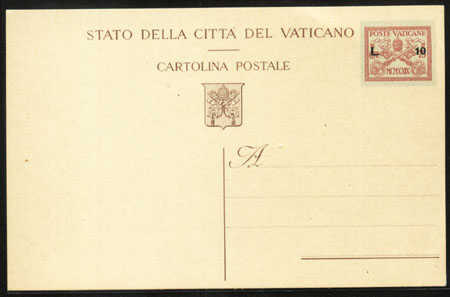 STATO DELLA CITTÀ DEL VATICANO
CARTOLINA POSTALE
POSTE VATICANE
L. 10
MCMXXIX
A